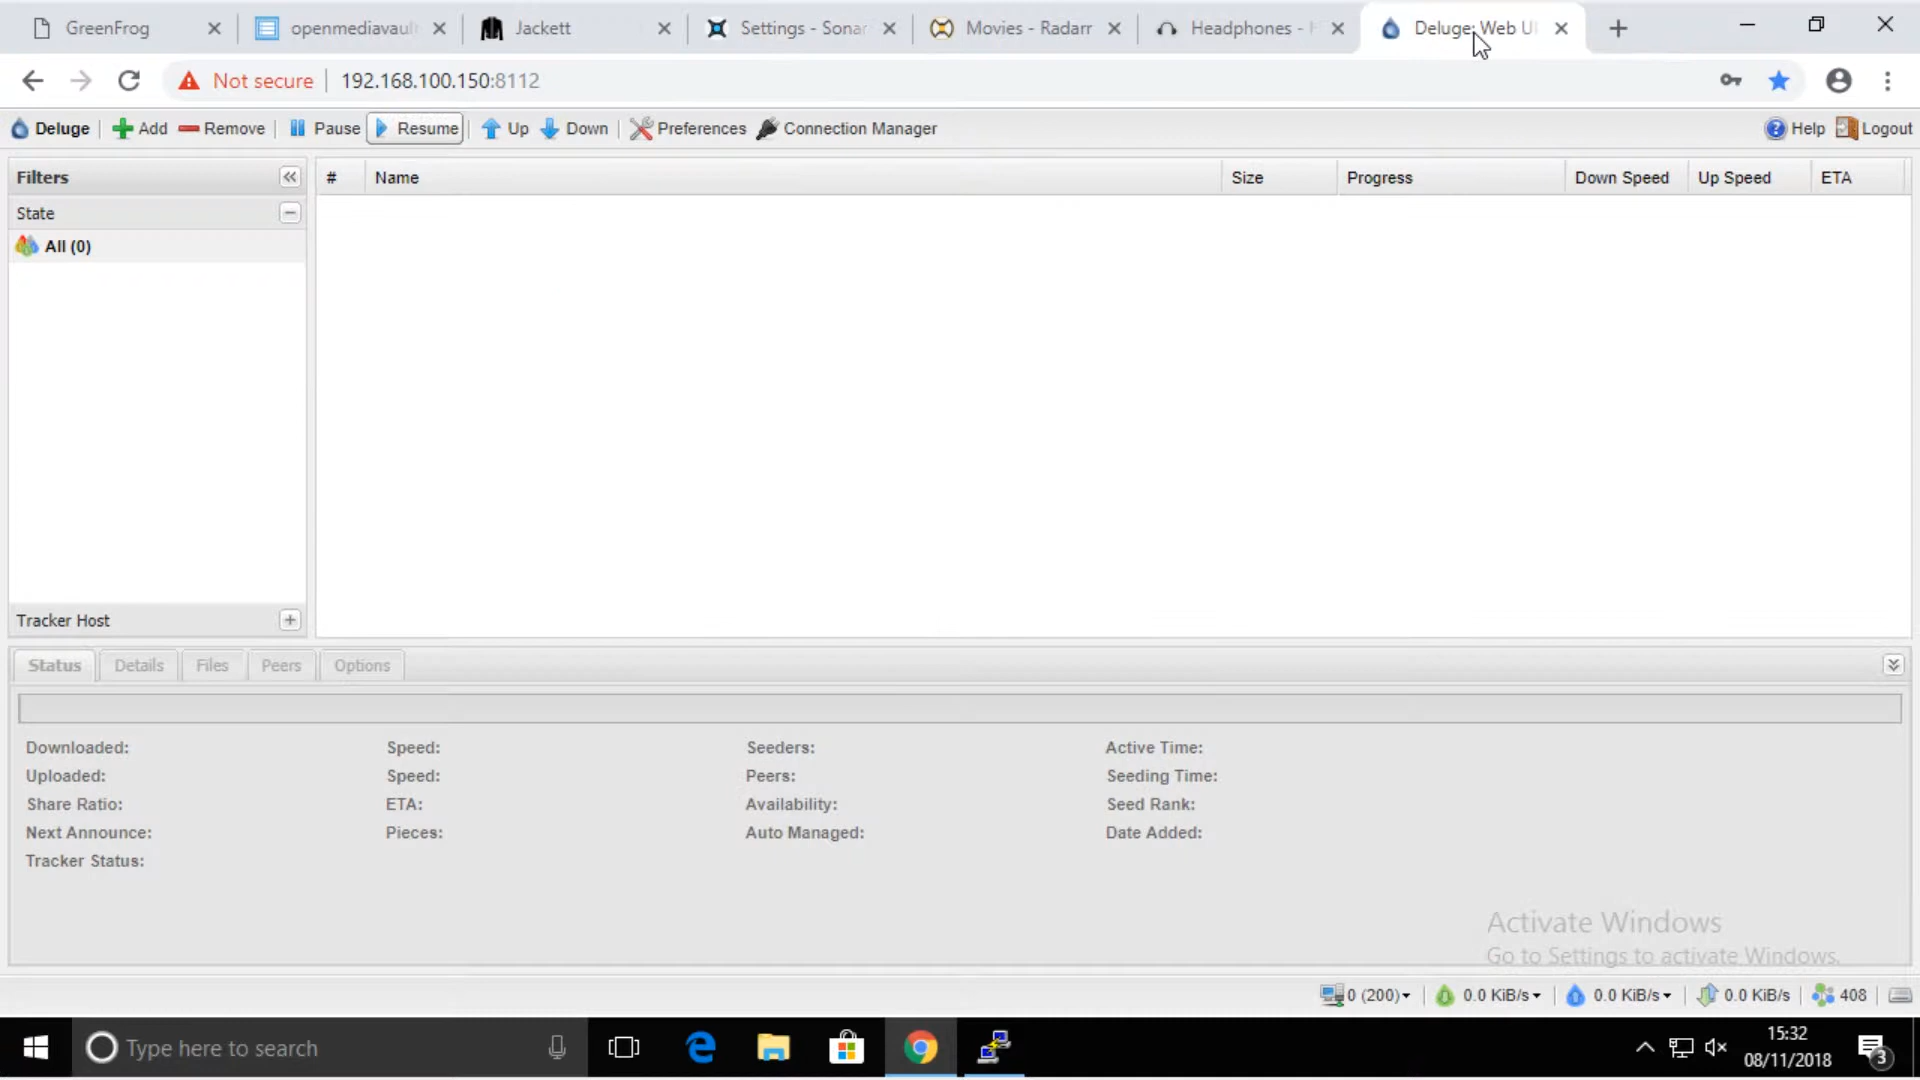 GreenFrog
openmediavaul
Jackett
Settings - Sonar
Movies - Radarr
Headphones -
Deluge: Web UI
Not secure
192.168.100.150:8112
Deluge
Add
Remove
Pause
Resume
Up
Down
Preferences
Connection Manager
Help
Logout
Filters
#
Name
Size
Progress
Down Speed
Up Speed
ETA
State
All (0)
Tracker Host
Status
Details
Files
Peers
Options
Downloaded:
Speed:
Seeders:
Active Time:
Uploaded:
Speed:
Peers:
Seeding Time:
Share Ratio:
ETA:
Availability:
Seed Rank:
Next Announce:
Pieces:
Auto Managed:
Date Added:
Tracker Status:
Activate Windows
Go to Settings to activate Windows.
0 (200)
0.0 KiB/s
0.0 KiB/s
0.0 KiB/s
408
Type here to search
15:32
08/11/2018
3